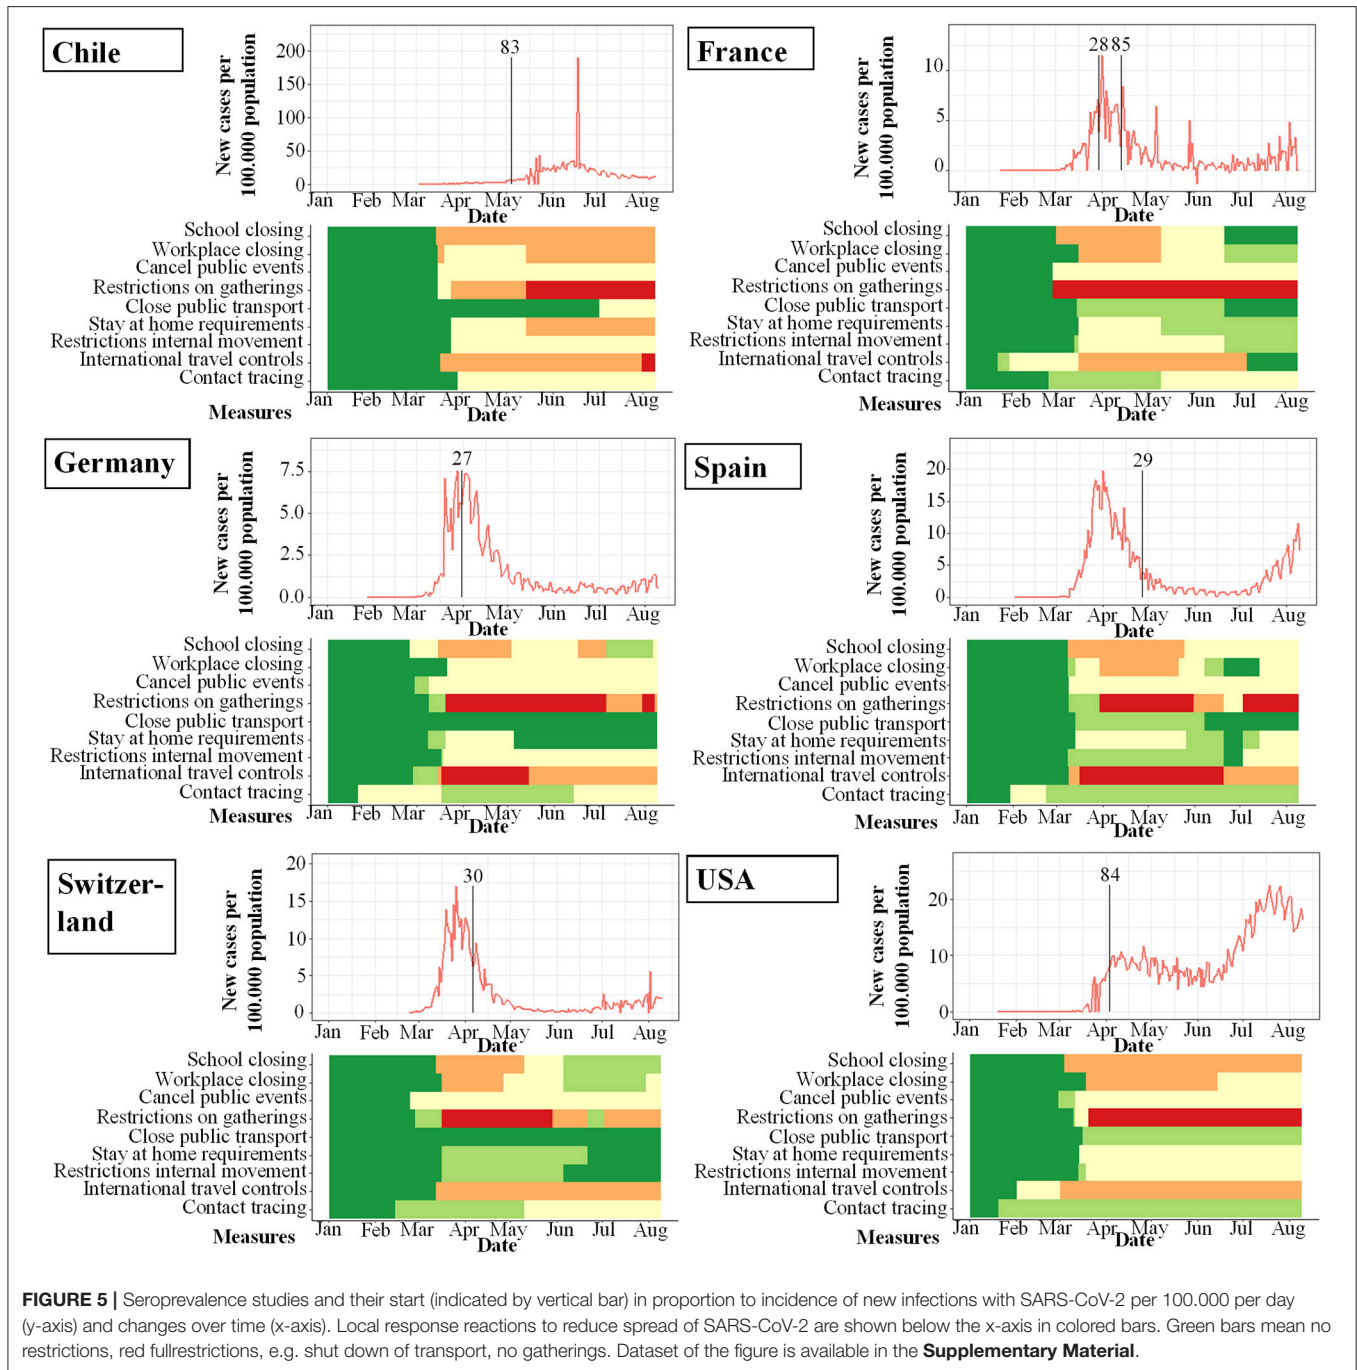 Chile
New cases per
100.000 population
200
150
100
50
0
83
Jan Feb Mar Apr May Jun Jul Aug
Date
School closing
Workplace closing
Cancel public events
Restrictions on gatherings
Close public transport
Stay at home requirements
Restrictions internal movement
International travel controls
Contact tracing
Measures
Jan Feb Mar Apr May Jun Jul Aug
Date
France
New cases per
100.000 population
10
5
0
28 85
Jan Feb Mar Apr May Jun Jul Aug
Date
School closing
Workplace closing
Cancel public events
Restrictions on gatherings
Close public transport
Stay at home requirements
Restrictions internal movement
International travel controls
Contact tracing
Measures
Jan Feb Mar Apr May Jun Jul Aug
Date
Germany
New cases per
100.000 population
7.5
5.0
2.5
0.0
27
Jan Feb Mar Apr May Jun Jul Aug
Date
School closing
Workplace closing
Cancel public events
Restrictions on gatherings
Close public transport
Stay at home requirements
Restrictions internal movement
International travel controls
Contact tracing
Measures
Jan Feb Mar Apr May Jun Jul Aug
Date
Spain
New cases per
100.000 population
20
15
10
5
0
29
Jan Feb Mar Apr May Jun Jul Aug
Date
School closing
Workplace closing
Cancel public events
Restrictions on gatherings
Close public transport
Stay at home requirements
Restrictions internal movement
International travel controls
Contact tracing
Measures
Jan Feb Mar Apr May Jun Jul Aug
Date
Switzer-
land
New cases per
100.000 population
20
15
10
5
0
30
Jan Feb Mar Apr May Jun Jul Aug
Date
School closing
Workplace closing
Cancel public events
Restrictions on gatherings
Close public transport
Stay at home requirements
Restrictions internal movement
International travel controls
Contact tracing
Measures
Jan Feb Mar Apr May Jun Jul Aug
Date
USA
New cases per
100.000 population
20
10
0
84
Jan Feb Mar Apr May Jun Jul Aug
Date
School closing
Workplace closing
Cancel public events
Restrictions on gatherings
Close public transport
Stay at home requirements
Restrictions internal movement
International travel controls
Contact tracing
Measures
Jan Feb Mar Apr May Jun Jul Aug
Date
FIGURE 5 | Seroprevalence studies and their start (indicated by vertical bar) in proportion to incidence of new infections with SARS-CoV-2 per 100.000 per day
(y-axis) and changes over time (x-axis). Local response reactions to reduce spread of SARS-CoV-2 are shown below the x-axis in colored bars. Green bars mean no
restrictions, red fullrestrictions, e.g. shut down of transport, no gatherings. Dataset of the figure is available in the Supplementary Material.